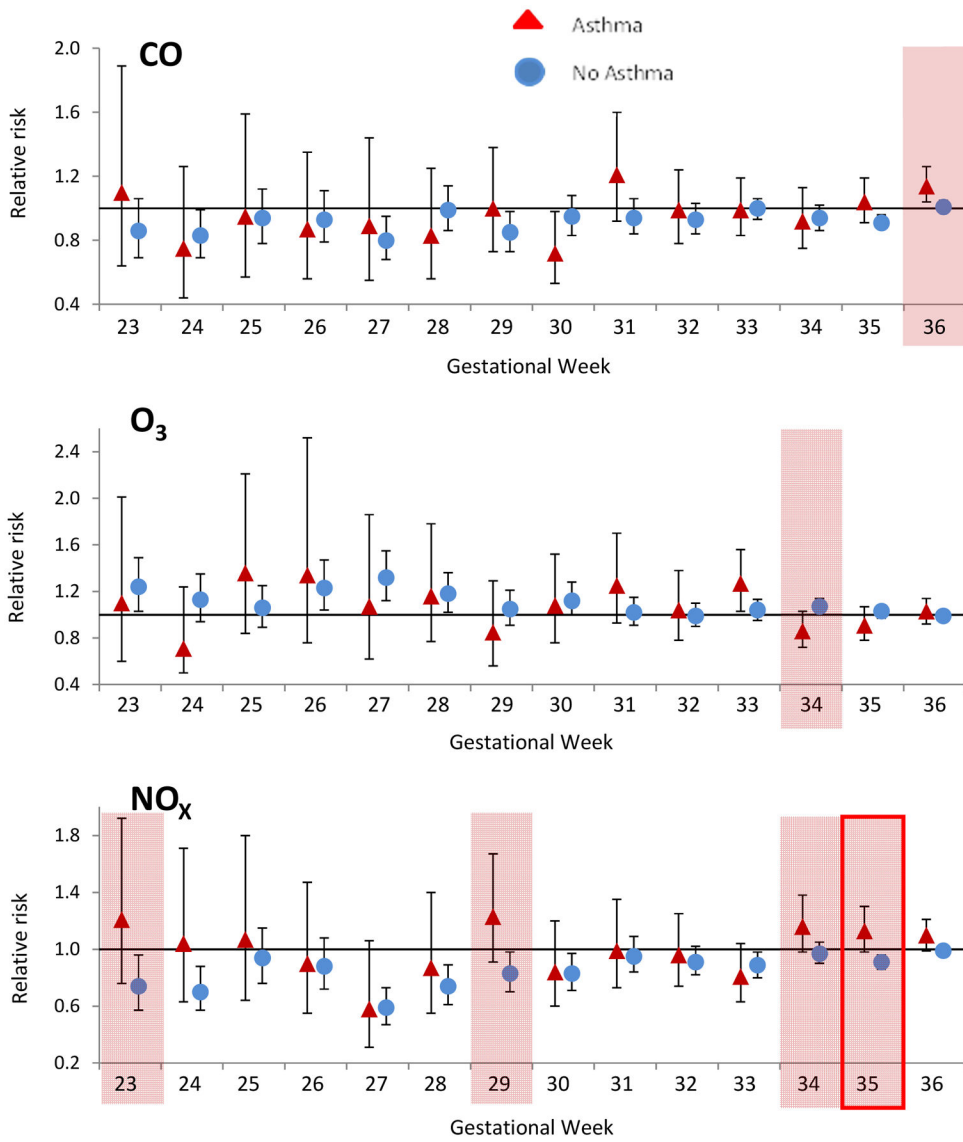 Asthma
No Asthma
CO
Relative risk
2.0
1.6
1.2
0.8
0.4
23 24 25 26 27 28 29 30 31 32 33 34 35 36
Gestational Week
O3
Relative risk
2.4
2.0
1.6
1.2
0.8
0.4
23 24 25 26 27 28 29 30 31 32 33 34 35 36
Gestational Week
NOX
Relative risk
1.8
1.4
1.0
0.6
0.2
23 24 25 26 27 28 29 30 31 32 33 34 35 36
Gestational Week